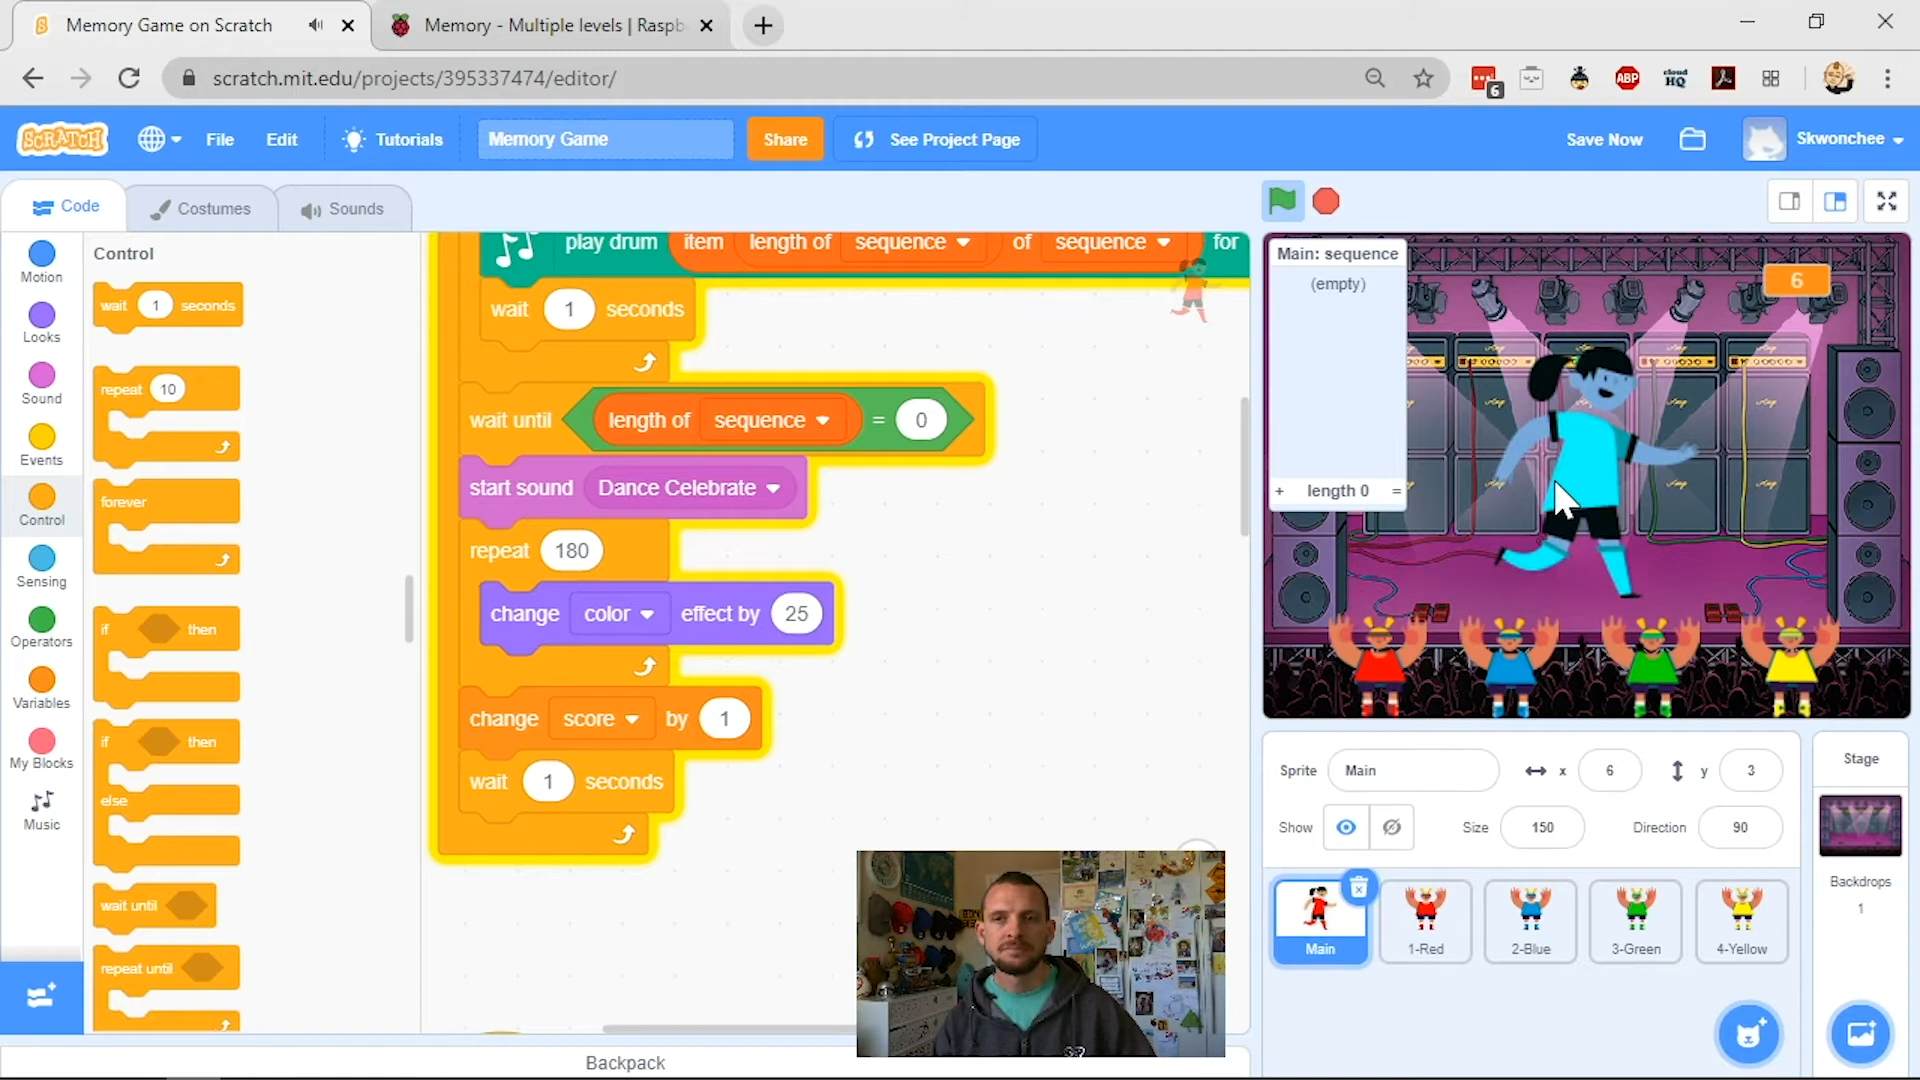 Memory Game on Scratch
Memory - Multiple levels | Raspb
scratch.mit.edu/projects/395337474/editor/
6
ABP
cloud
HQ
SCRATCH
File
Edit
Tutorials
Memory Game
Share
See Project Page
Save Now
Skwonchee
Code
Costumes
Sounds
Motion
Looks
Sound
Events
Control
Sensing
Operators
Variables
My Blocks
Music
Control
wait 1 seconds
repeat 10
forever
if then
if then
else
wait until
repeat until
play drum item length of sequence of sequence for
wait 1 seconds
wait until length of sequence = 0
start sound Dance Celebrate
repeat 180
change color effect by 25
change score by 1
wait 1 seconds
Backpack
Main: sequence
(empty)
+ length 0 =
6
Sprite Main x 6 y 3
Show Size 150 Direction 90
Main
1-Red
2-Blue
3-Green
4-Yellow
Stage
Backdrops
1